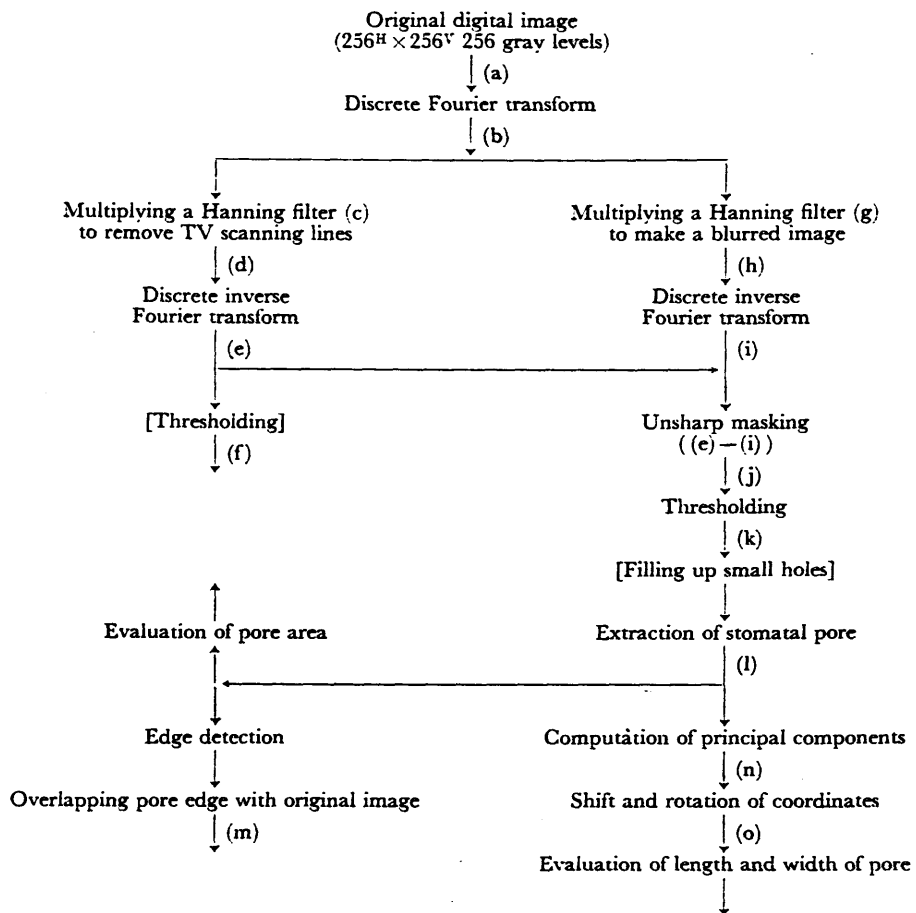 Original digital image
(256ᴴ × 256ⱽ 256 gray levels)
(a)
Discrete Fourier transform
(b)
Multiplying a Hanning filter (c)
to remove TV scanning lines
(d)
Discrete inverse
Fourier transform
(e)
[Thresholding]
(f)
Multiplying a Hanning filter (g)
to make a blurred image
(h)
Discrete inverse
Fourier transform
(i)
Unsharp masking
((e)−(i))
(j)
Thresholding
(k)
[Filling up small holes]
Extraction of stomatal pore
(l)
Evaluation of pore area
Edge detection
Overlapping pore edge with original image
(m)
Computation of principal components
(n)
Shift and rotation of coordinates
(o)
Evaluation of length and width of pore